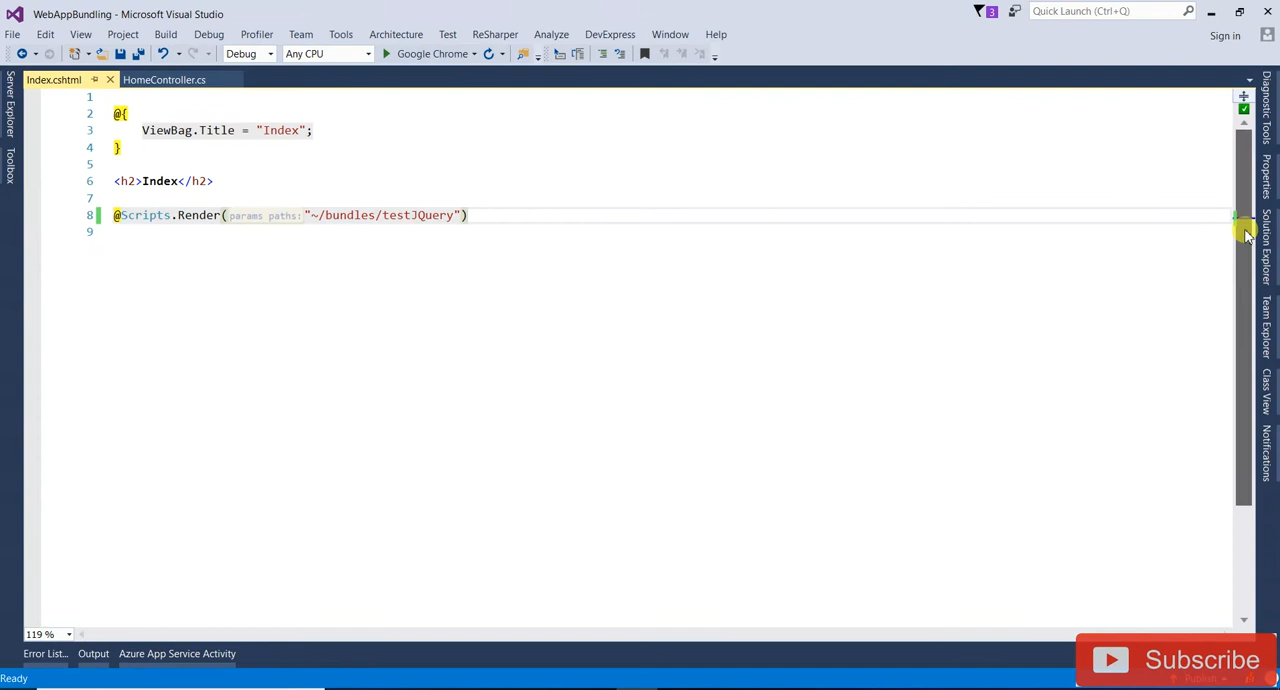 WebAppBundling - Microsoft Visual Studio
3
Quick Launch (Ctrl+Q)
File Edit View Project Build Debug Profiler Team Tools Architecture Test ReSharper Analyze DevExpress Window Help
Sign in
Debug Any CPU Google Chrome
Index.cshtml HomeController.cs
Server Explorer
Toolbox
1
2 @{
3 ViewBag.Title = "Index";
4 }
5
6 <h2>Index</h2>
7
8 @Scripts.Render(params paths:"~/bundles/testJQuery")
9
Diagnostic Tools
Properties
Solution Explorer
Team Explorer
Class View
Notifications
119 %
Error List... Output Azure App Service Activity
Subscribe
Ready
Publish